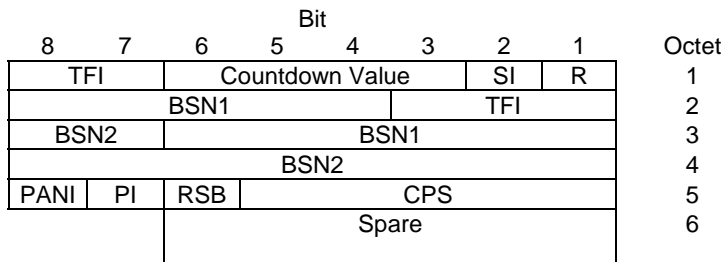 Bit
8 7 6 5 4 3 2 1 Octet
TFI Countdown Value SI R 1
BSN1 TFI 2
BSN2 BSN1 3
BSN2 4
PANI PI RSB CPS 5
Spare 6